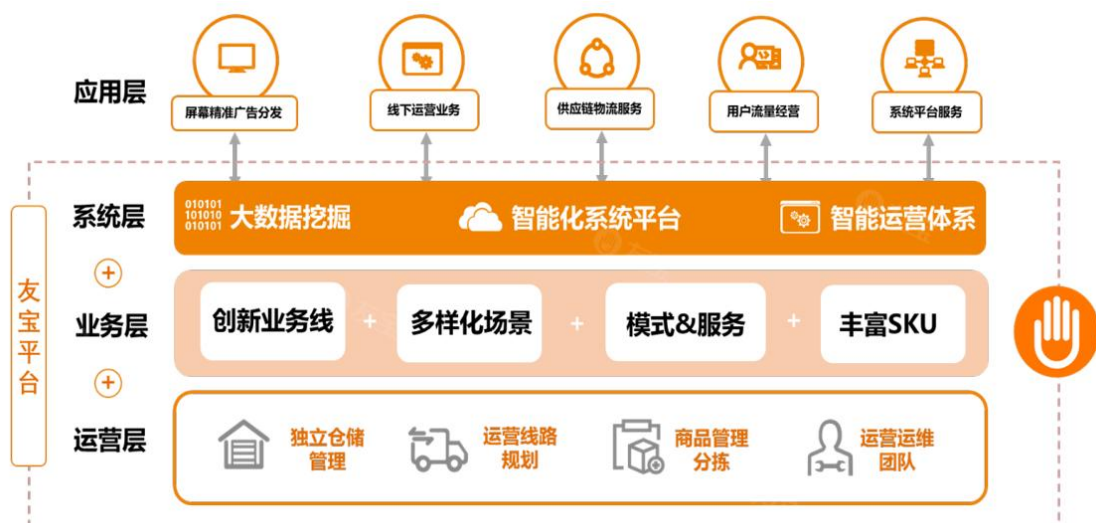 应用层
屏幕精准广告分发
线下运营业务
供应链物流服务
用户流量经营
系统平台服务
友宝平台
系统层
010101
101010
010101
大数据挖掘
智能化系统平台
智能运营体系
+
业务层
创新业务线
+
多样化场景
+
模式&服务
+
丰富SKU
+
运营层
独立仓储
管理
运营线路
规划
商品管理
分拣
运营运维
团队